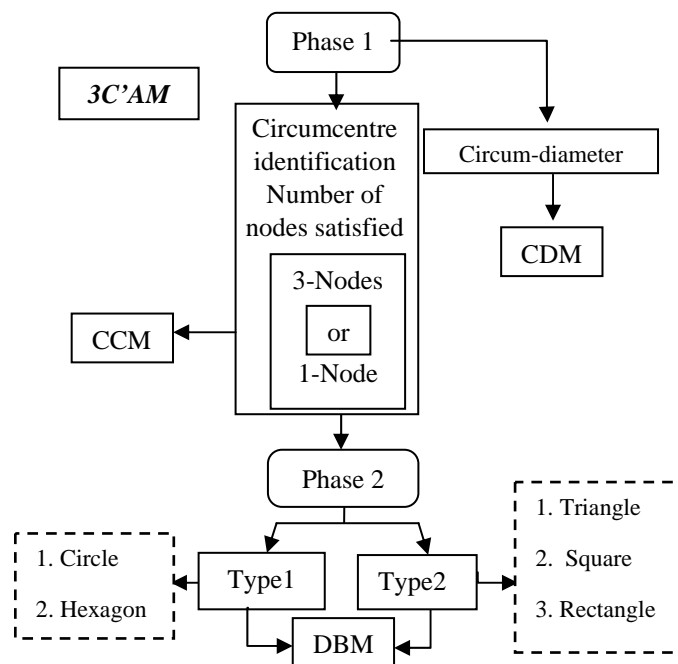 Phase 1
3C’AM
Circumcentre
identification
Number of
nodes satisfied
Circum-diameter
CDM
3-Nodes
or
1-Node
CCM
Phase 2
1. Circle
2. Hexagon
Type1
Type2
1. Triangle
2. Square
3. Rectangle
DBM